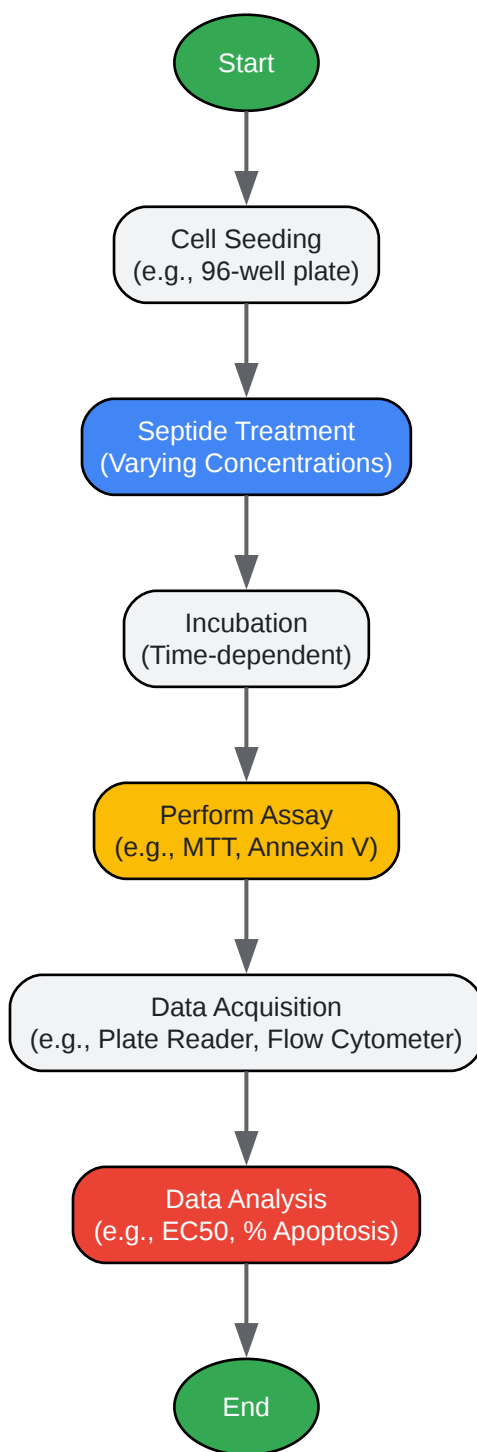 Start
Cell Seeding
(e.g., 96-well plate)
Septide Treatment
(Varying Concentrations)
Incubation
(Time-dependent)
Perform Assay
(e.g., MTT, Annexin V)
Data Acquisition
(e.g., Plate Reader, Flow Cytometer)
Data Analysis
(e.g., EC50, % Apoptosis)
End